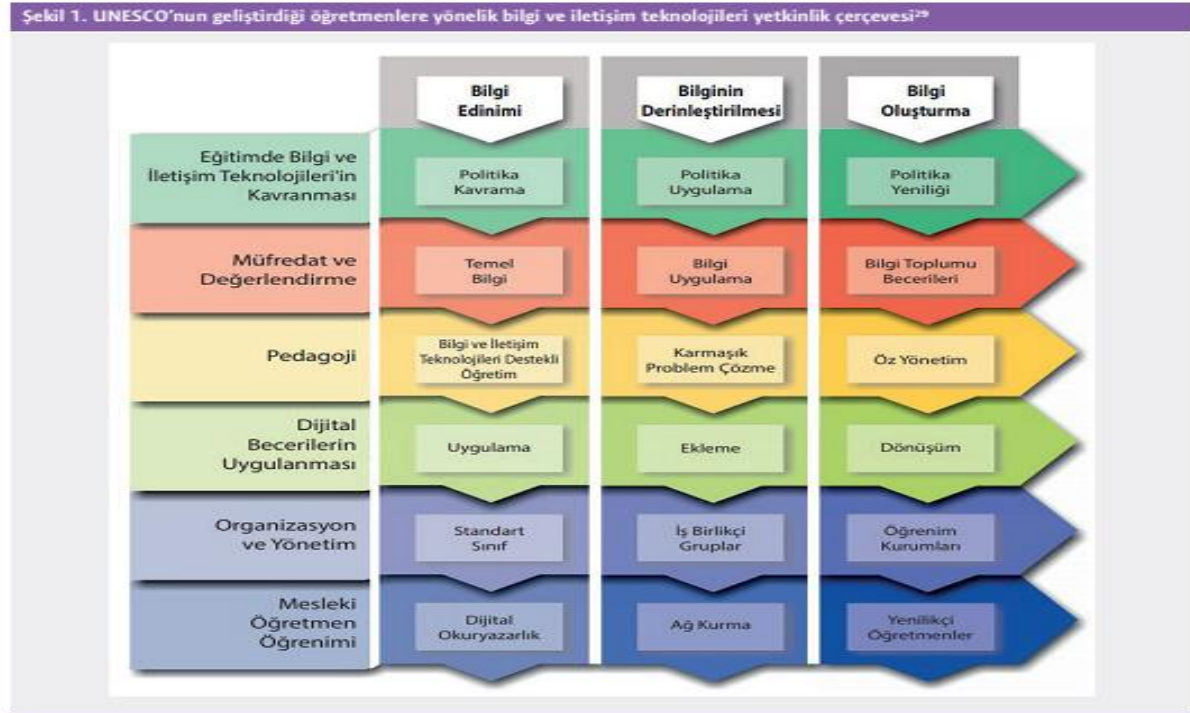 Şekil 1. UNESCO’nun geliştirdiği öğretmenlere yönelik bilgi ve iletişim teknolojileri yetkinlik çerçevesi²⁹
Bilgi
Edinimi
Bilginin
Derinleştirilmesi
Bilgi
Oluşturma
Eğitimde Bilgi ve
İletişim Teknolojileri'in
Kavranması
Politika
Kavrama
Politika
Uygulama
Politika
Yeniliği
Müfredat ve
Değerlendirme
Temel
Bilgi
Bilgi
Uygulama
Bilgi Toplumu
Becerileri
Pedagoji
Bilgi ve İletişim
Teknolojileri Destekli
Öğretim
Karmaşık
Problem Çözme
Öz Yönetim
Dijital
Becerilerin
Uygulanması
Uygulama
Ekleme
Dönüşüm
Organizasyon
ve Yönetim
Standart
Sınıf
İş Birlikçi
Gruplar
Öğrenim
Kurumları
Mesleki
Öğretmen
Öğrenimi
Dijital
Okuryazarlık
Ağ Kurma
Yenilikçi
Öğretmenler